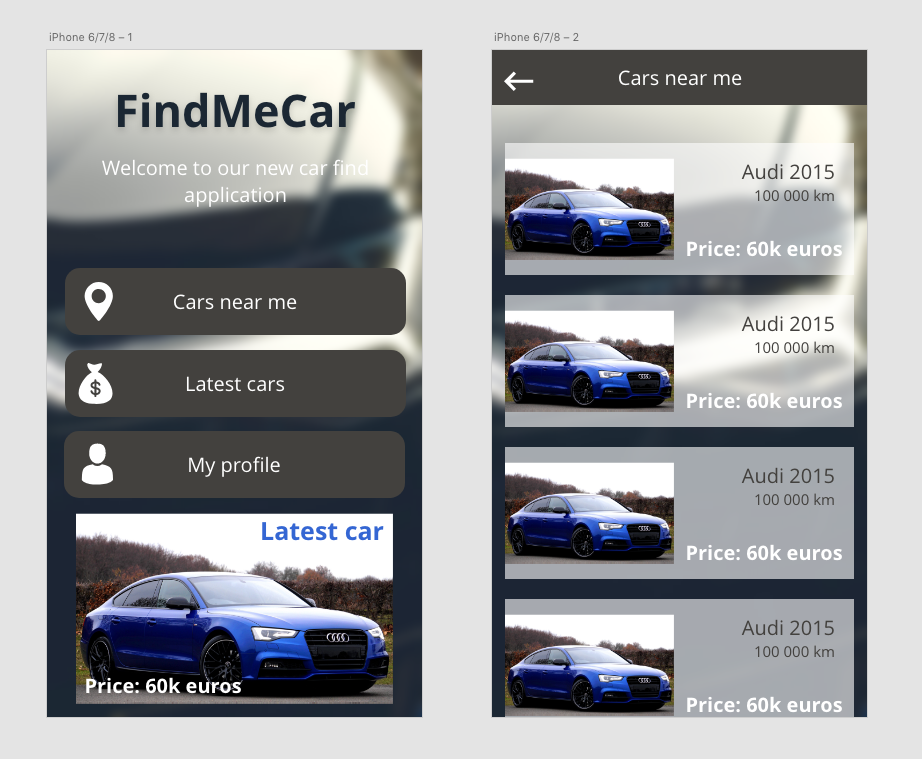 iPhone 6/7/8 – 1
FindMeCar
Welcome to our new car find
application
Cars near me
$
Latest cars
My profile
Latest car
Price: 60k euros
iPhone 6/7/8 – 2
Cars near me
Audi 2015
100 000 km
Price: 60k euros
Audi 2015
100 000 km
Price: 60k euros
Audi 2015
100 000 km
Price: 60k euros
Audi 2015
100 000 km
Price: 60k euros